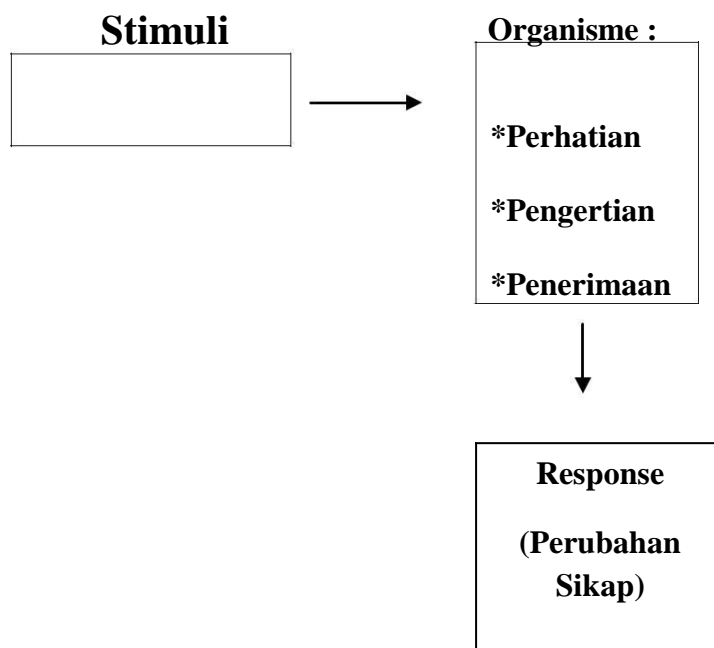 Stimuli
Organisme :
*Perhatian
*Pengertian
*Penerimaan
Response
(Perubahan
Sikap)